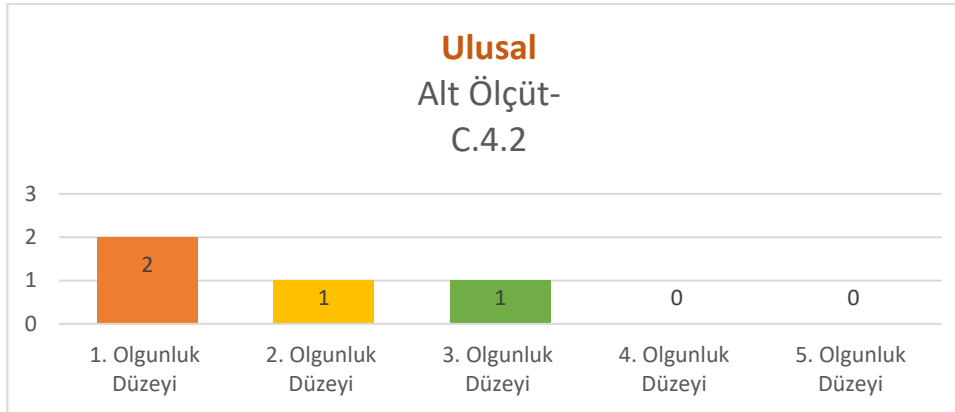 Ulusal
Alt Ölçüt-
C.4.2
3
2
1
0
2
1
1
0
0
1. Olgunluk
Düzeyi
2. Olgunluk
Düzeyi
3. Olgunluk
Düzeyi
4. Olgunluk
Düzeyi
5. Olgunluk
Düzeyi